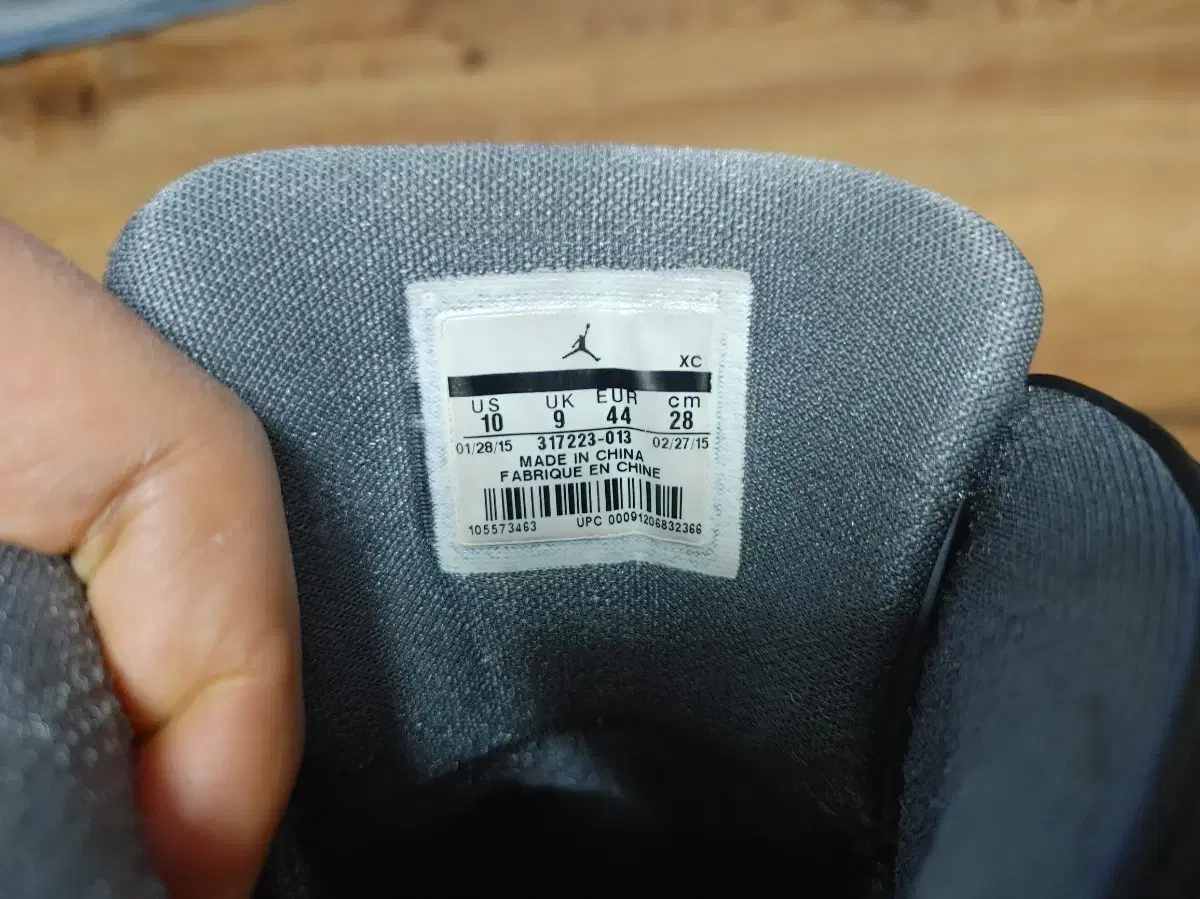 XC
US UK EUR cm
10 9 44 28
01/28/15 317223-013 02/27/15
MADE IN CHINA
FABRIQUE EN CHINE
105573463 UPC 00091206832366